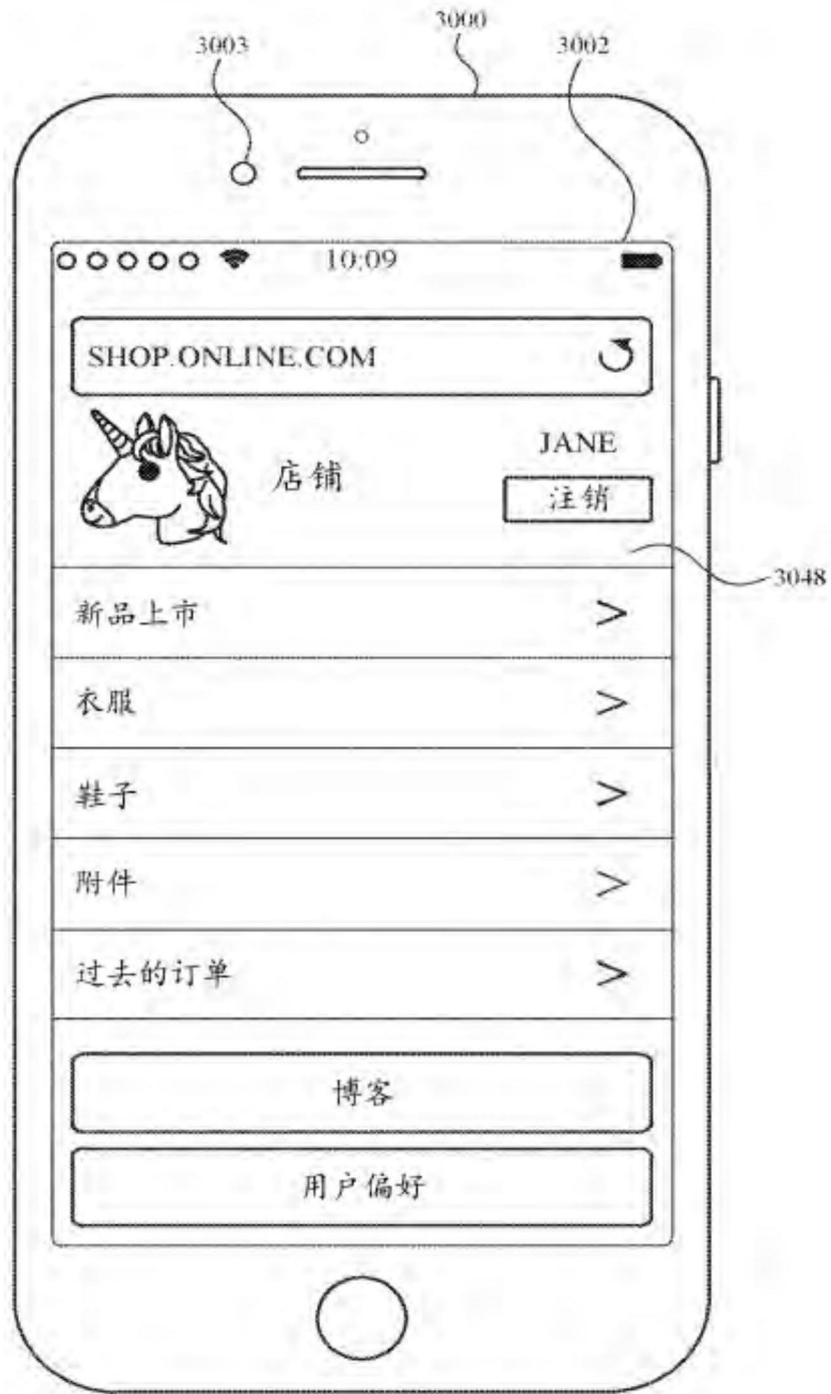 3000
3003
3002
10:09
SHOP.ONLINE.COM
JANE
店铺
注销
3048
新品上市
>
衣服
>
鞋子
>
附件
>
过去的订单
>
博客
用户偏好